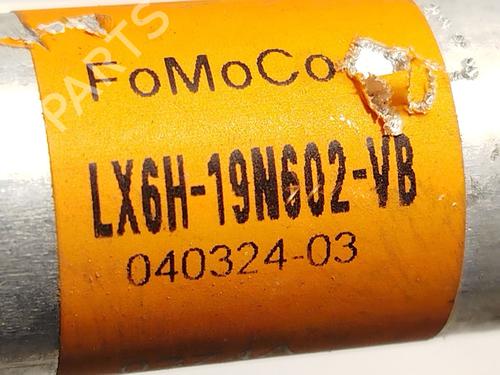 FoMoCo
LX6H-19N602-VB
040324-03
PARTS